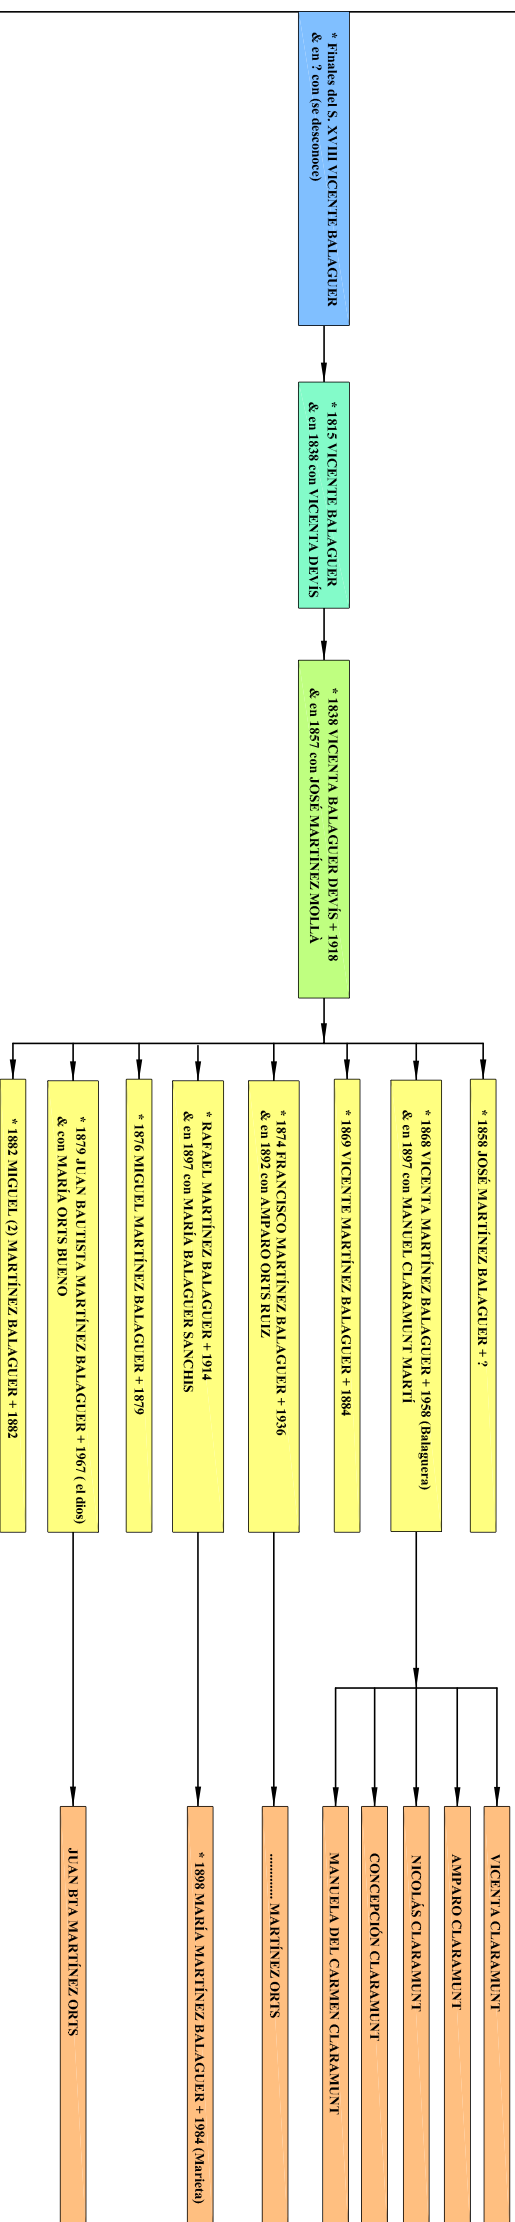 * Finales del S. XVIII VICENTE BALAGUER
& en ? con (se desconoce)
* 1815 VICENTE BALAGUER
& en 1838 con VICENTA DEVÍS
* 1838 VICENTA BALAGUER DEVÍS + 1918
& en 1857 con JOSÉ MARTÍNEZ MOLLÀ
* 1858 JOSÉ MARTÍNEZ BALAGUER + ?
* 1868 VICENTA MARTÍNEZ BALAGUER + 1958 (Balaguera)
& en 1897 con MANUEL CLARAMUNT MARTÍ
* 1869 VICENTE MARTÍNEZ BALAGUER + 1884
* 1874 FRANCISCO MARTÍNEZ BALAGUER + 1936
& en 1892 con AMPARO ORTS RUIZ
* RAFAEL MARTÍNEZ BALAGUER + 1914
& en 1897 con MARÍA BALAGUER SANCHIS
* 1876 MIGUEL MARTÍNEZ BALAGUER + 1879
* 1879 JUAN BAUTISTA MARTÍNEZ BALAGUER + 1967 ( el dios)
& con MARÍA ORTS BUENO
* 1882 MIGUEL (2) MARTÍNEZ BALAGUER + 1882
VICENTA CLARAMUNT
AMPARO CLARAMUNT
NICOLÁS CLARAMUNT
CONCEPCIÓN CLARAMUNT
MANUELA DEL CARMEN CLARAMUNT
............. MARTÍNEZ ORTS
* 1898 MARÍA MARTÍNEZ BALAGUER + 1984 (Marieta)
JUAN BTA MARTÍNEZ ORTS